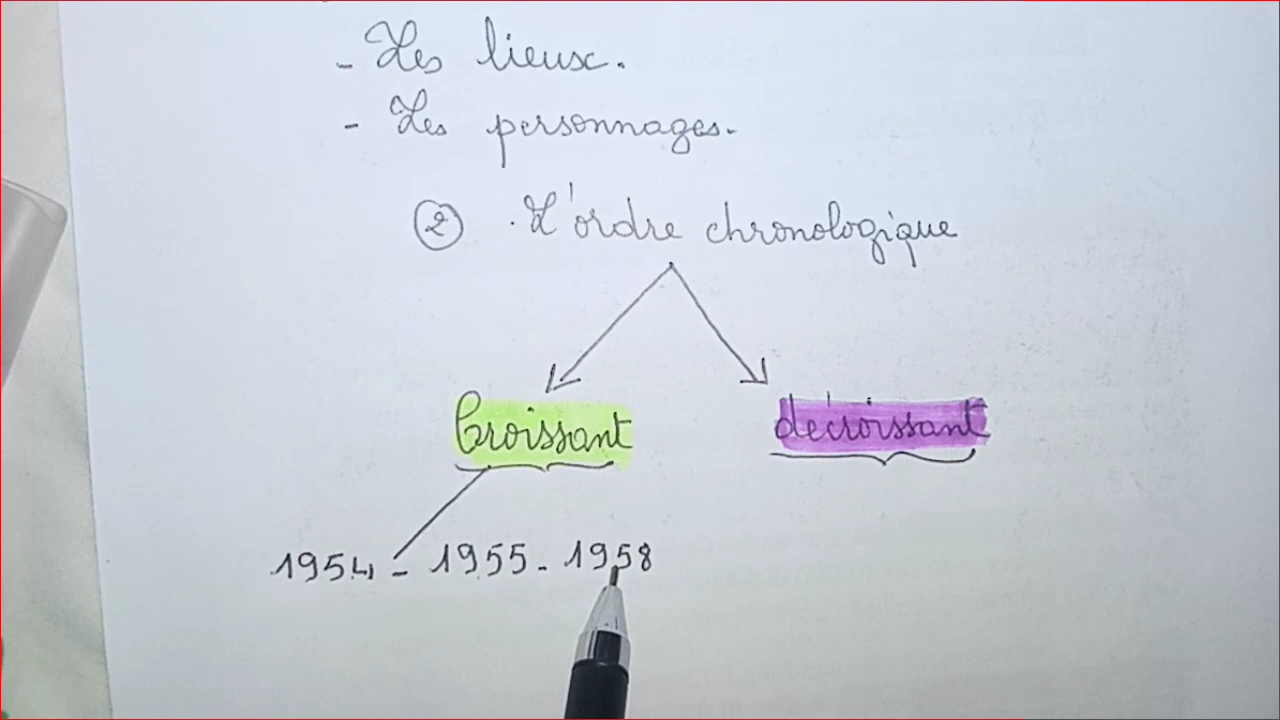 - Les lieux.
- Les personnages.
② . L'ordre chronologique
Croissant
décroissant
1954 - 1955 - 1958